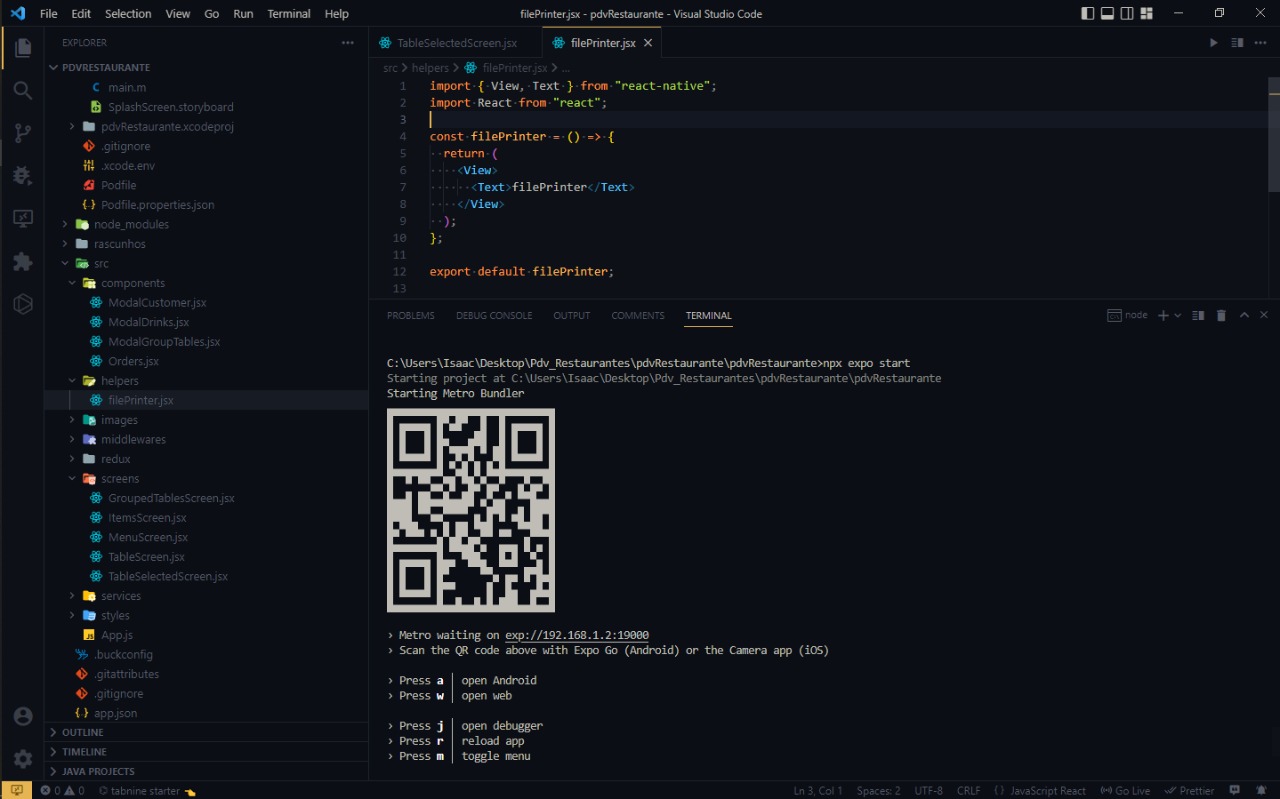 File Edit Selection View Go Run Terminal Help
filePrinter.jsx - pdvRestaurante - Visual Studio Code
EXPLORER
PDVRESTAURANTE
main.m
SplashScreen.storyboard
pdvRestaurante.xcodeproj
.gitignore
.xcode.env
Podfile
Podfile.properties.json
node_modules
rascunhos
src
components
ModalCustomer.jsx
ModalDrinks.jsx
ModalGroupTables.jsx
Orders.jsx
helpers
filePrinter.jsx
images
middlewares
redux
screens
GroupedTablesScreen.jsx
ItemsScreen.jsx
MenuScreen.jsx
TableScreen.jsx
TableSelectedScreen.jsx
services
styles
App.js
.buckconfig
.gitattributes
.gitignore
app.json
OUTLINE
TIMELINE
JAVA PROJECTS
TableSelectedScreen.jsx
filePrinter.jsx
src > helpers > filePrinter.jsx > ...
1 import { View, Text } from "react-native";
2 import React from "react";
3
4 const filePrinter = () => {
5 return (
6 <View>
7 <Text>filePrinter</Text>
8 </View>
9 );
10 };
11
12 export default filePrinter;
13
PROBLEMS DEBUG CONSOLE OUTPUT COMMENTS TERMINAL
node
C:\Users\Isaac\Desktop\Pdv_Restaurantes\pdvRestaurante\pdvRestaurante>npx expo start
Starting project at C:\Users\Isaac\Desktop\Pdv_Restaurantes\pdvRestaurante\pdvRestaurante
Starting Metro Bundler
› Metro waiting on exp://192.168.1.2:19000
› Scan the QR code above with Expo Go (Android) or the Camera app (iOS)
› Press a │ open Android
› Press w │ open web
› Press j │ open debugger
› Press r │ reload app
› Press m │ toggle menu
0 0 tabnine starter
Ln 3, Col 1 Spaces: 2 UTF-8 CRLF { } JavaScript React Go Live Prettier